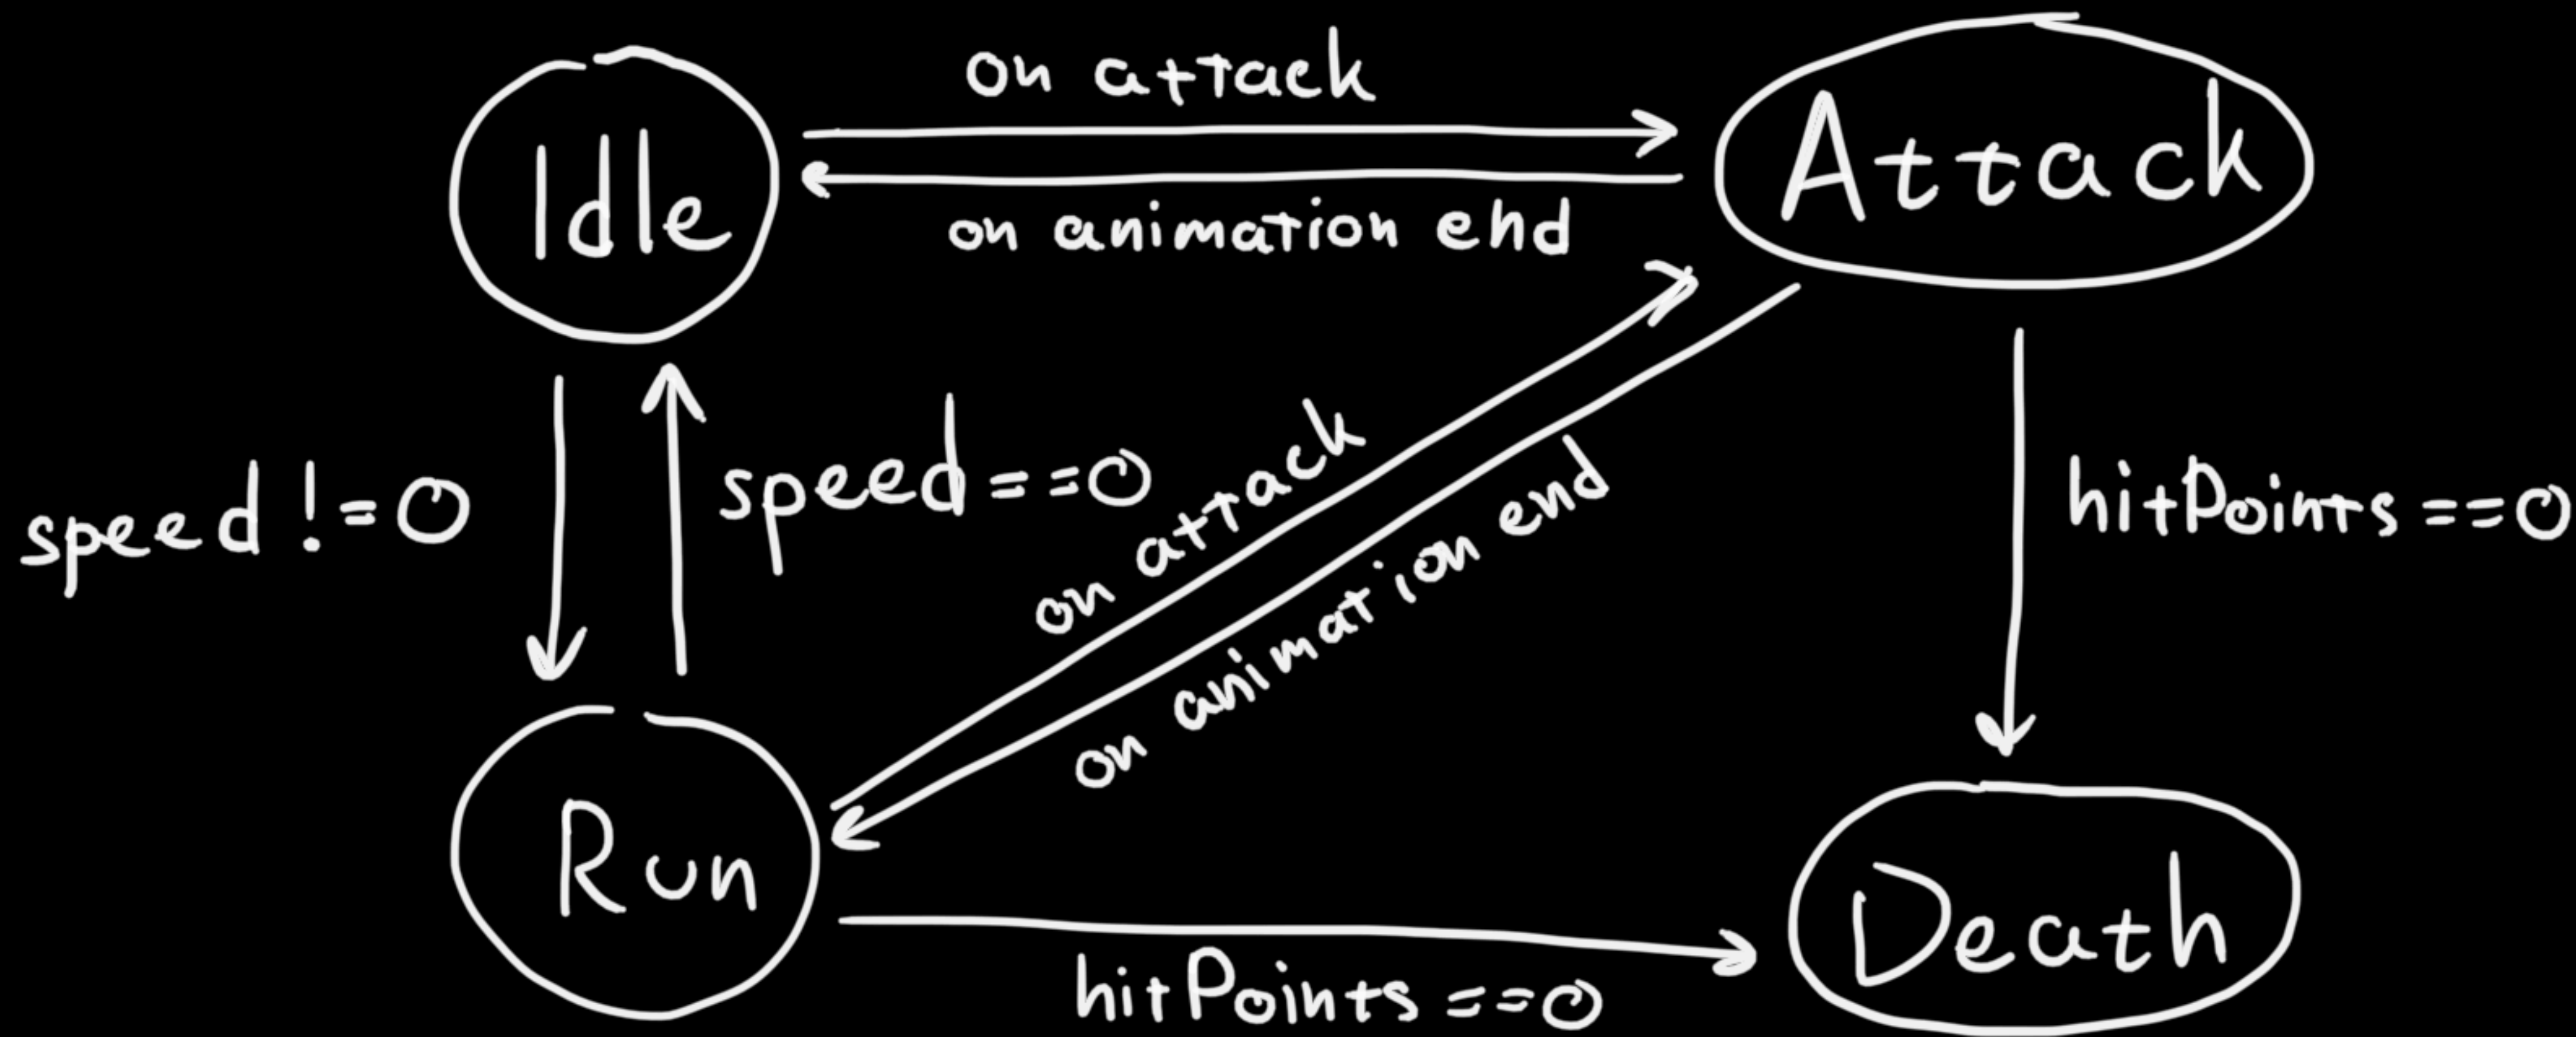 on attack
Idle
Attack
on animation end
speed != 0
speed == 0
on attack
on animation end
hitPoints == 0
Run
Death
hitPoints == 0